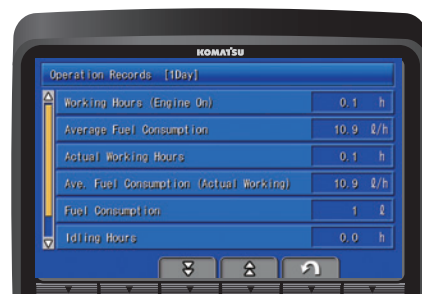 KOMATSU
Operation Records [1Day]
Working Hours (Engine On) 0.1 h
Average Fuel Consumption 10.9 ℓ/h
Actual Working Hours 0.1 h
Ave. Fuel Consumption (Actual Working) 10.9 ℓ/h
Fuel Consumption 1 ℓ
Idling Hours 0.0 h